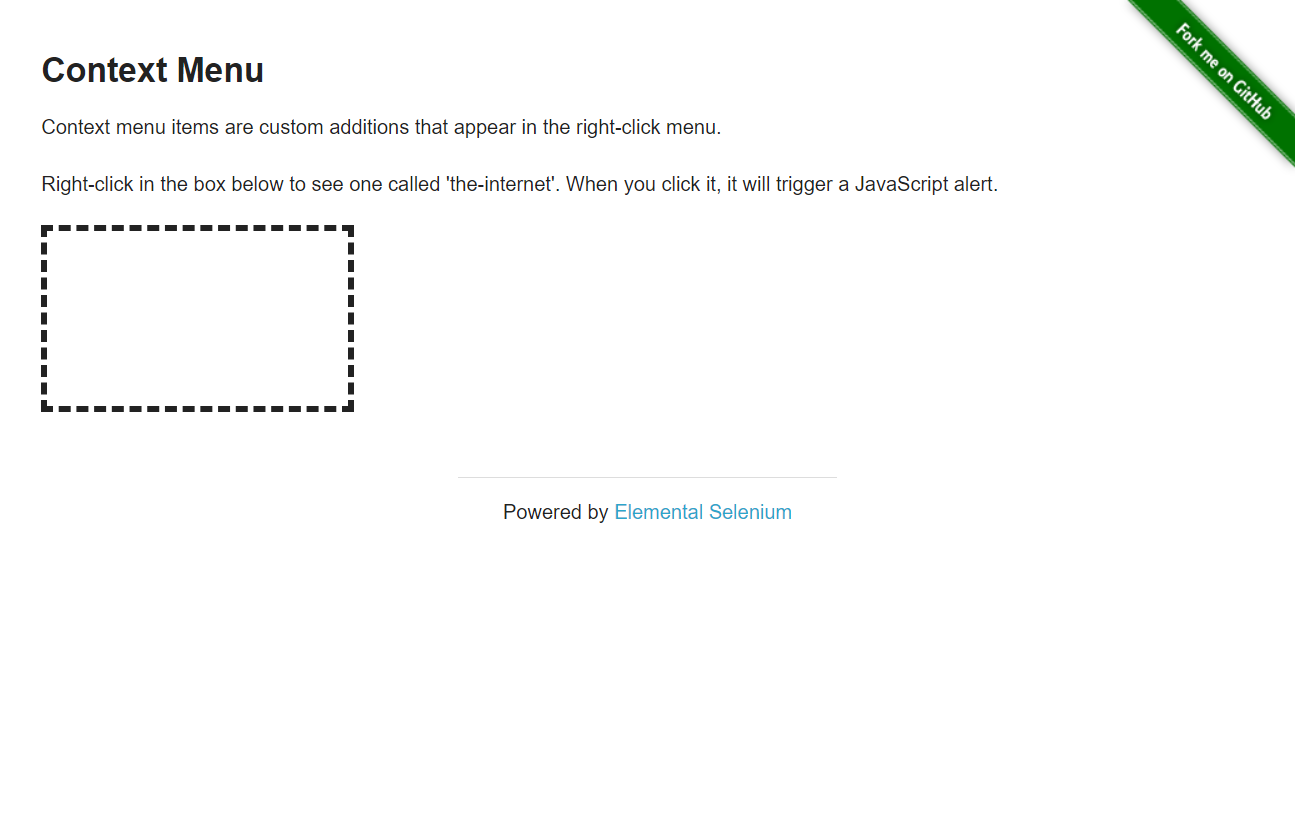 Fork me on GitHub
Context Menu
Context menu items are custom additions that appear in the right-click menu.
Right-click in the box below to see one called 'the-internet'. When you click it, it will trigger a JavaScript alert.
Powered by Elemental Selenium